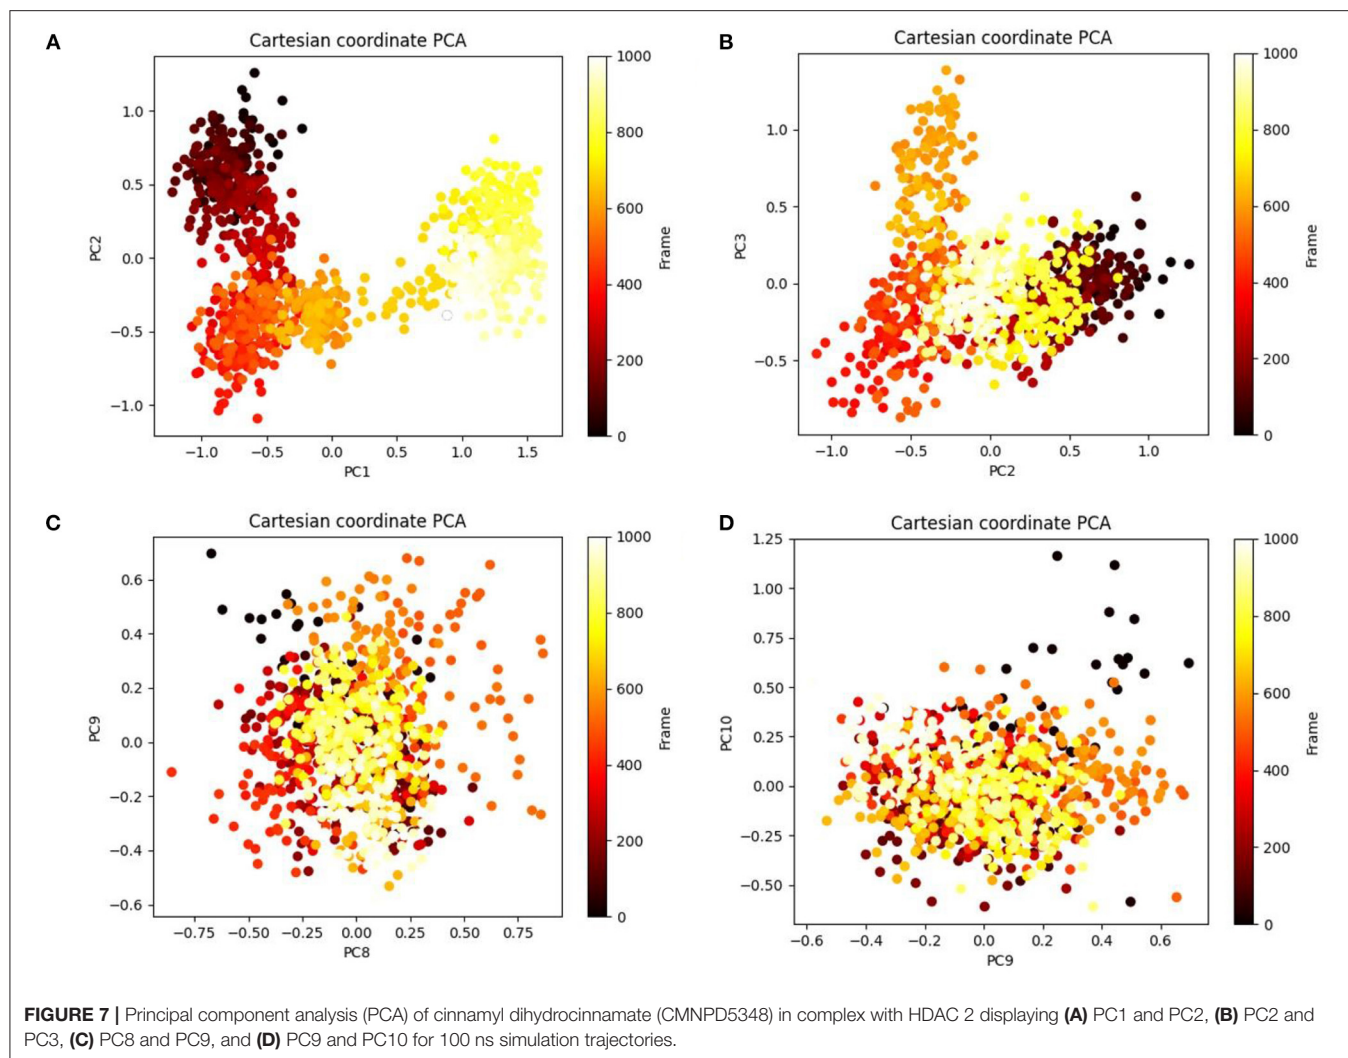 A
Cartesian coordinate PCA
1.0
0.5
0.0
−0.5
−1.0
PC2
−1.0 −0.5 0.0 0.5 1.0 1.5
PC1
1000
800
600
400
200
0
Frame
B
Cartesian coordinate PCA
1.0
0.5
0.0
−0.5
PC3
−1.0 −0.5 0.0 0.5 1.0
PC2
1000
800
600
400
200
0
Frame
C
Cartesian coordinate PCA
0.6
0.4
0.2
0.0
−0.2
−0.4
−0.6
PC9
−0.75 −0.50 −0.25 0.00 0.25 0.50 0.75
PC8
1000
800
600
400
200
0
Frame
D
Cartesian coordinate PCA
1.25
1.00
0.75
0.50
0.25
0.00
−0.25
−0.50
PC10
−0.6 −0.4 −0.2 0.0 0.2 0.4 0.6
PC9
1000
800
600
400
200
0
Frame
FIGURE 7 | Principal component analysis (PCA) of cinnamyl dihydrocinnamate (CMNPD5348) in complex with HDAC 2 displaying (A) PC1 and PC2, (B) PC2 and
PC3, (C) PC8 and PC9, and (D) PC9 and PC10 for 100 ns simulation trajectories.